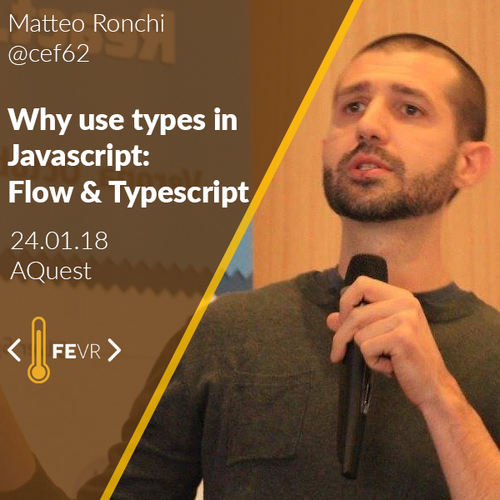 Matteo Ronchi
@cef62
Why use types in
Javascript:
Flow & Typescript
24.01.18
AQuest
< FEVR >